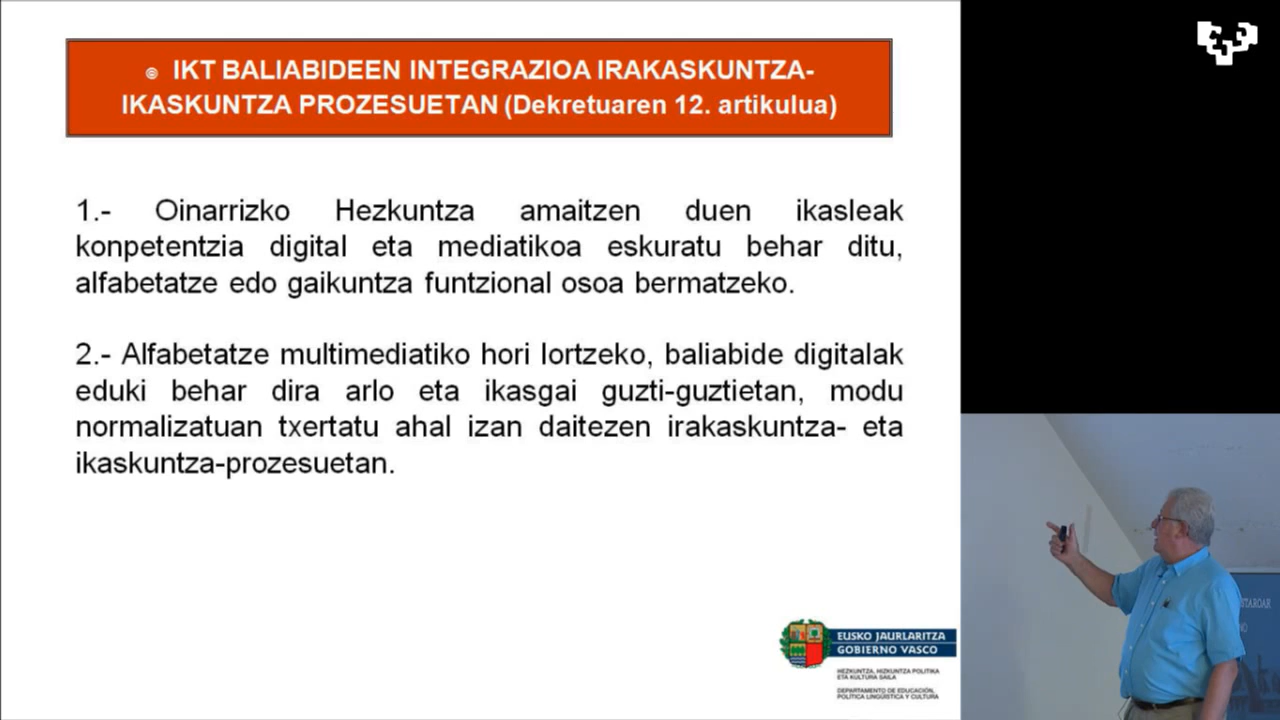 IKT BALIABIDEEN INTEGRAZIOA IRAKASKUNTZA-
IKASKUNTZA PROZESUETAN (Dekretuaren 12. artikulua)
1.- Oinarrizko Hezkuntza amaitzen duen ikasleak
konpetentzia digital eta mediatikoa eskuratu behar ditu,
alfabetatze edo gaikuntza funtzional osoa bermatzeko.
2.- Alfabetatze multimediatiko hori lortzeko, baliabide digitalak
eduki behar dira arlo eta ikasgai guzti-guztietan, modu
normalizatuan txertatu ahal izan daitezen irakaskuntza- eta
ikaskuntza-prozesuetan.
EUSKO JAURLARITZA
GOBIERNO VASCO
HEZKUNTZA, HIZKUNTZA POLITIKA
ETA KULTURA SAILA
DEPARTAMENTO DE EDUCACIÓN,
POLÍTICA LINGÜÍSTICA Y CULTURA